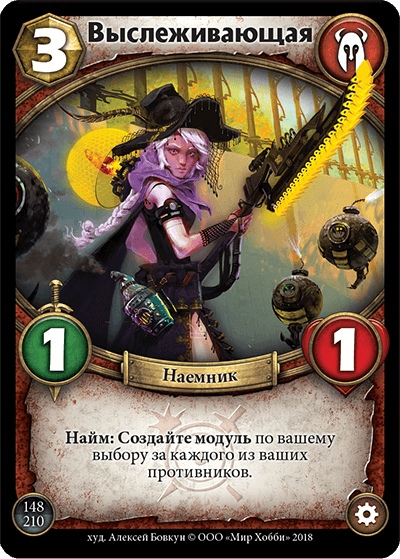 3
Выслеживающая
1
1
Наемник
Найм: Создайте модуль по вашему
выбору за каждого из ваших
противников.
148
210
худ. Алексей Бовкун © ООО «Мир Хобби» 2018